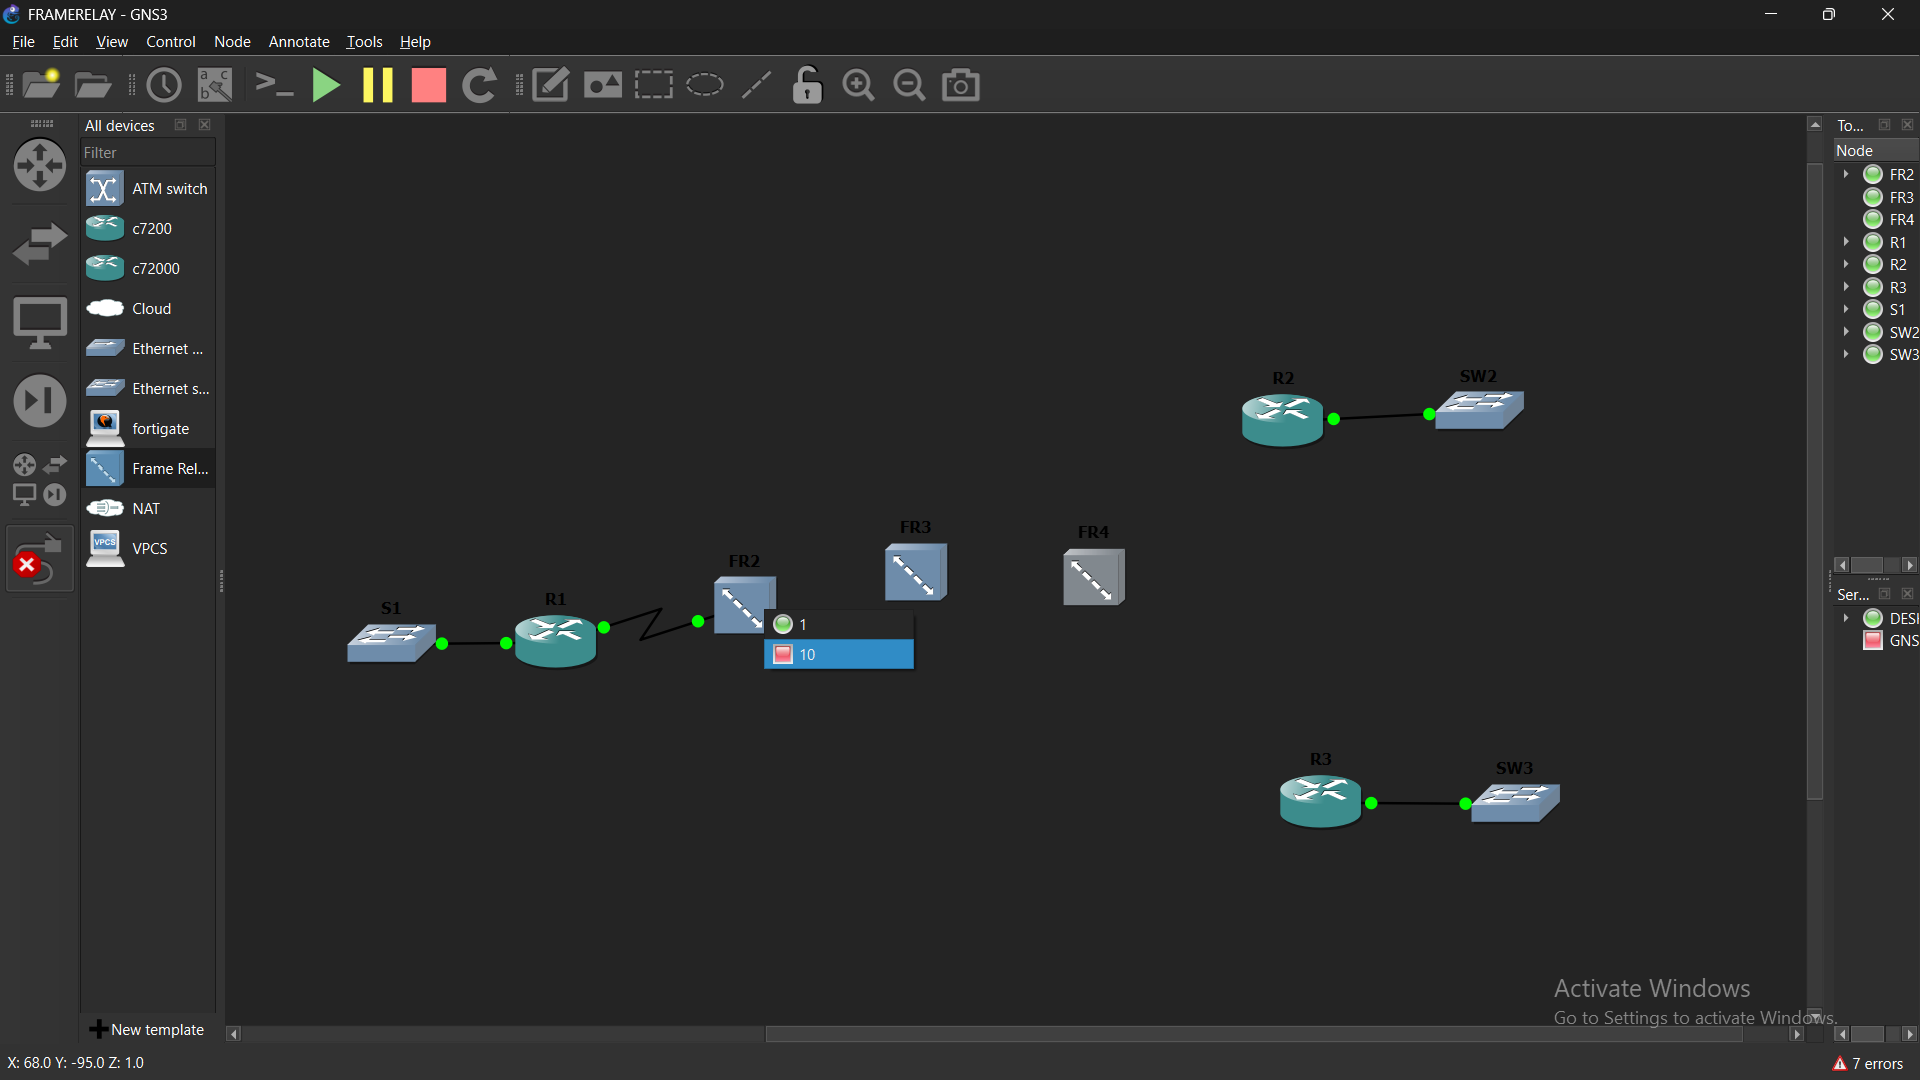 FRAMERELAY - GNS3
File Edit View Control Node Annotate Tools Help
All devices
Filter
ATM switch
c7200
c72000
Cloud
Ethernet ...
Ethernet s...
fortigate
Frame Rel...
NAT
VPCS
VPCS
New template
R2
SW2
FR3
FR4
FR2
S1
R1
1
10
R3
SW3
To...
Node
FR2
FR3
FR4
R1
R2
R3
S1
SW2
SW3
Ser...
DESI
GNS
Activate Windows
Go to Settings to activate Windows.
X: 68.0 Y: -95.0 Z: 1.0
7 errors